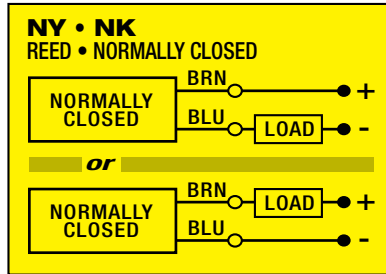 NY • NK
REED • NORMALLY CLOSED
NORMALLY
CLOSED
BRN
+
BLU
LOAD
-
or
NORMALLY
CLOSED
BRN
LOAD
+
BLU
-